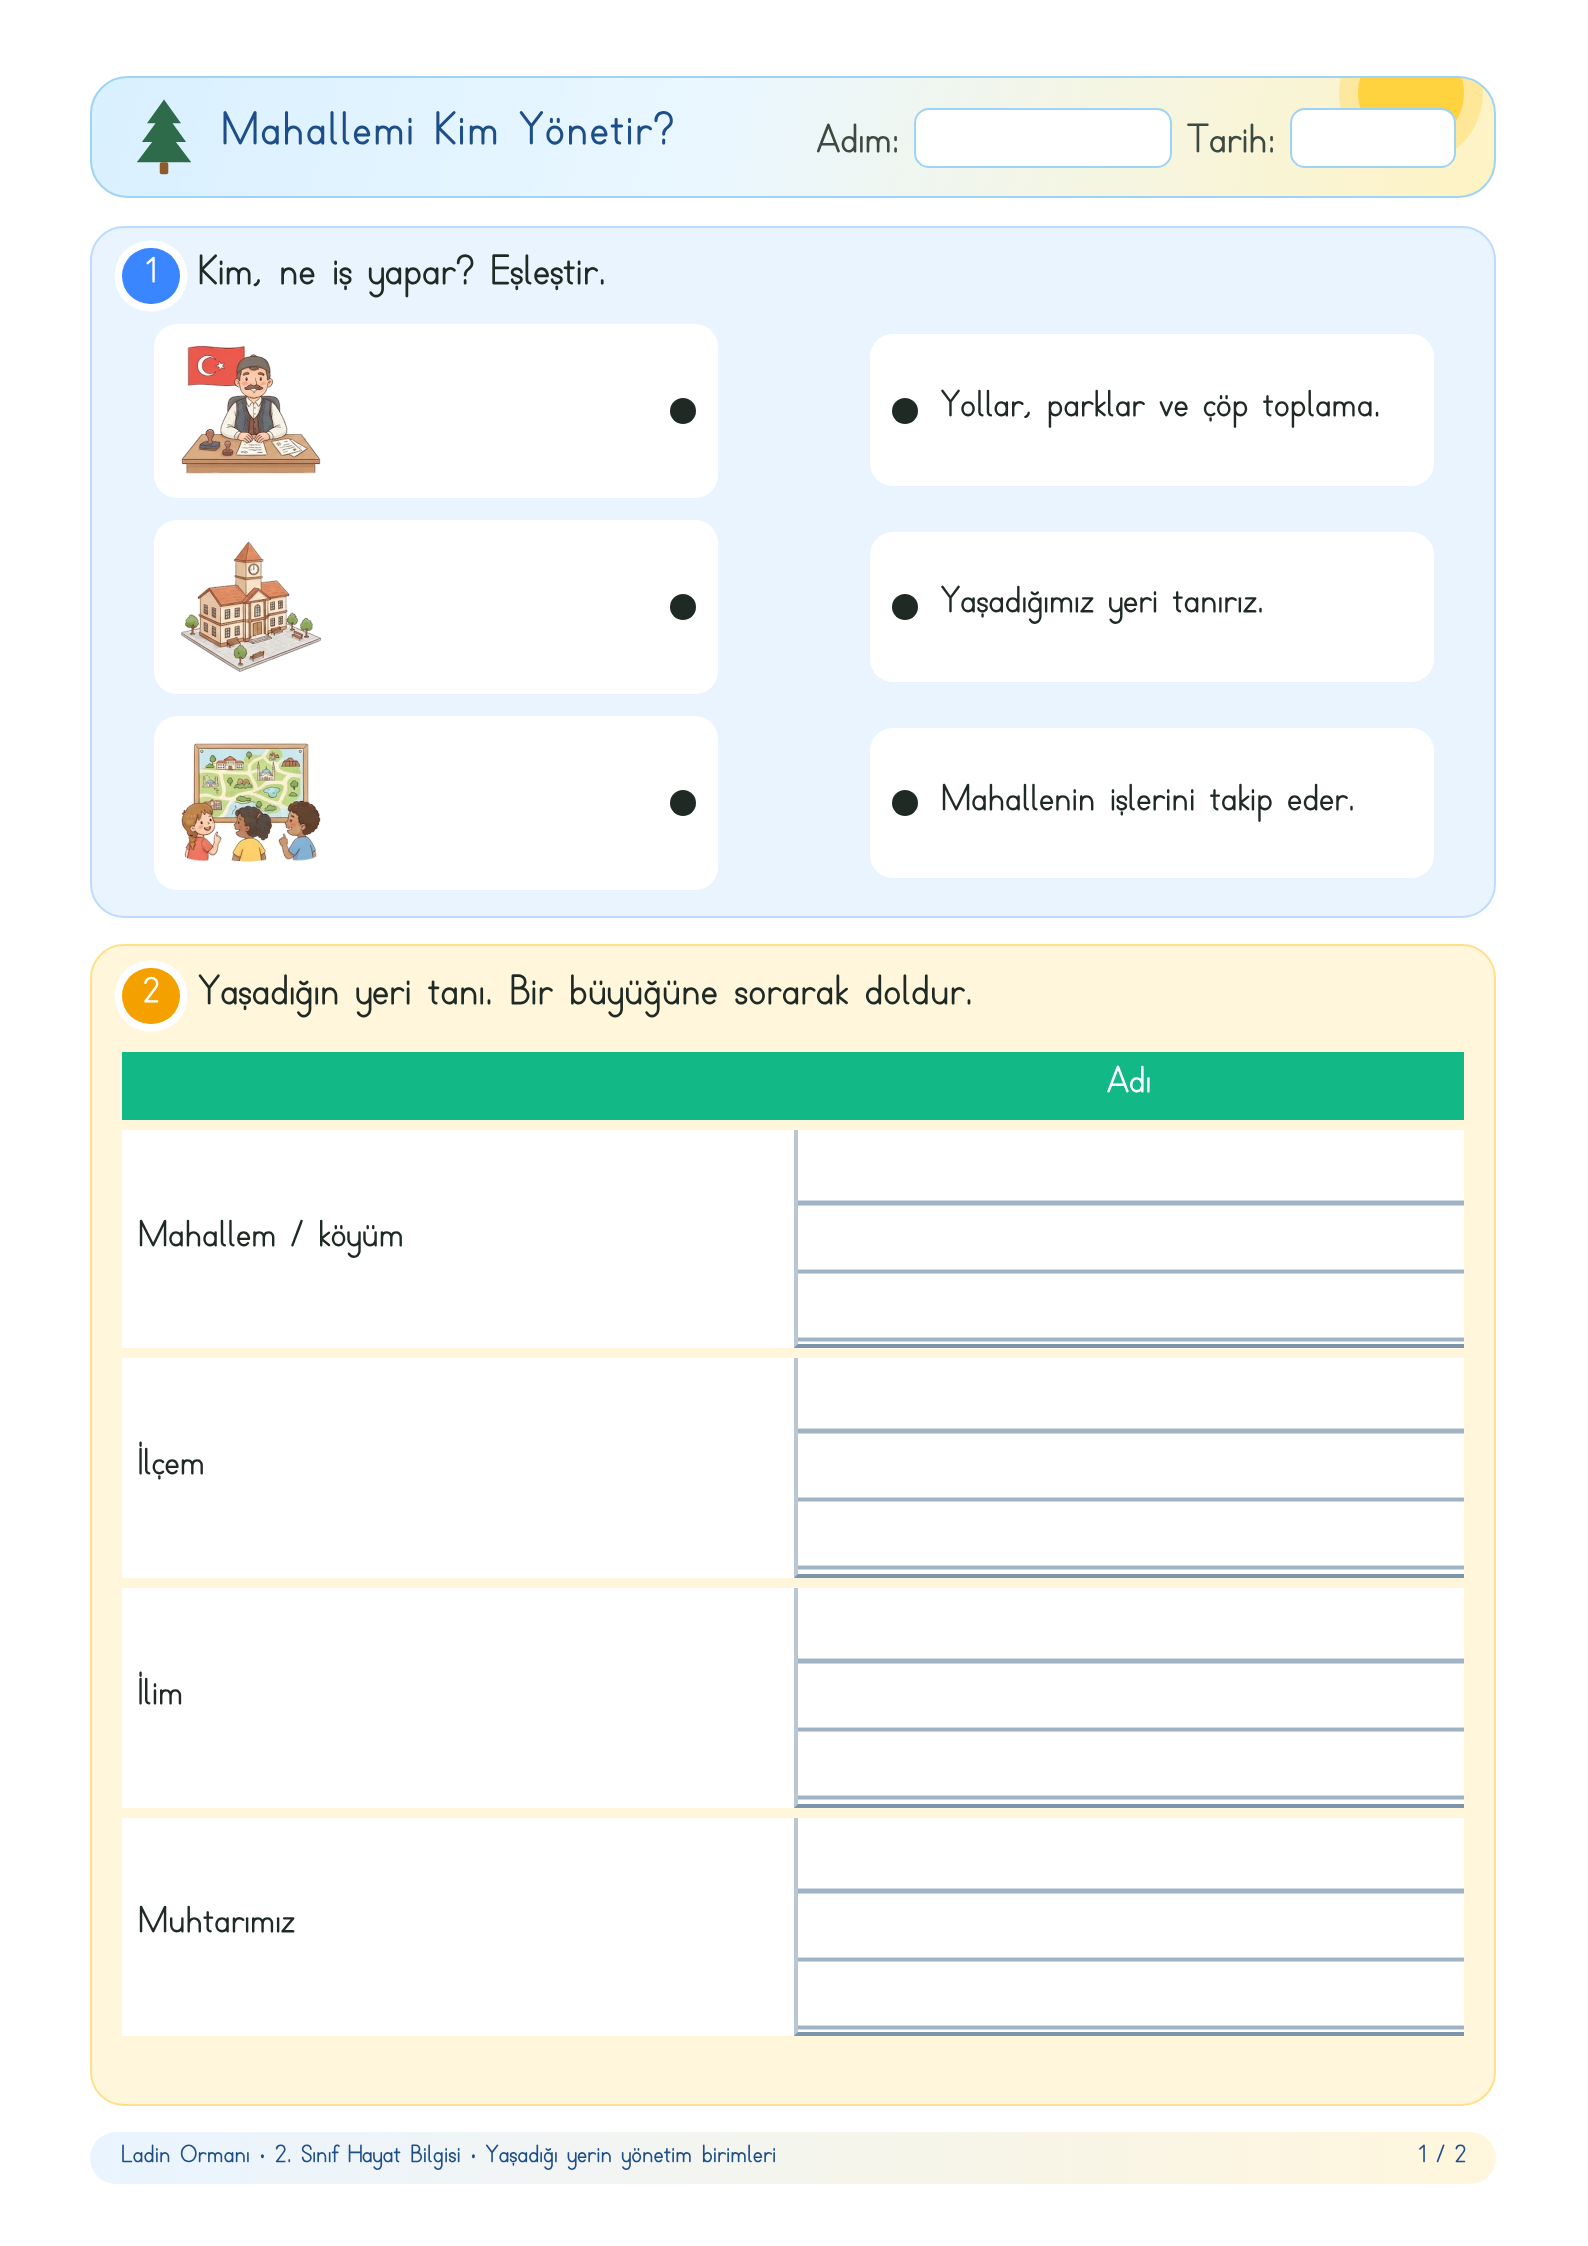 Mahallemi Kim Yönetir?
Adım:
Tarih:
1 Kim, ne iş yapar? Eşleştir.
Yollar, parklar ve çöp toplama.
Yaşadığımız yeri tanırız.
Mahallenin işlerini takip eder.
2 Yaşadığın yeri tanı. Bir büyüğüne sorarak doldur.
Adı
Mahallem / köyüm
İlçem
İlim
Muhtarımız
Ladin Ormanı • 2. Sınıf Hayat Bilgisi • Yaşadığı yerin yönetim birimleri
1 / 2